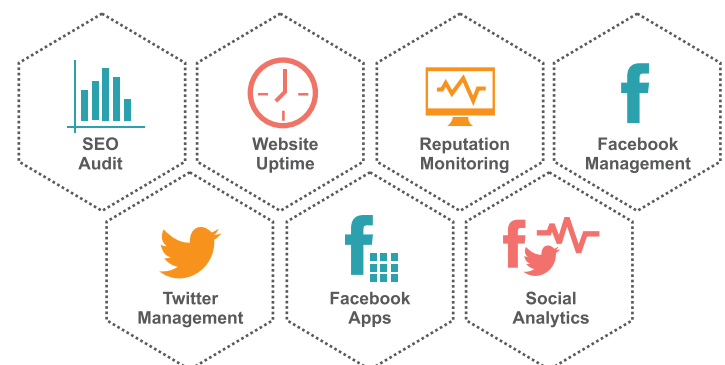 SEO
Audit
Website
Uptime
Reputation
Monitoring
Facebook
Management
Twitter
Management
Facebook
Apps
Social
Analytics